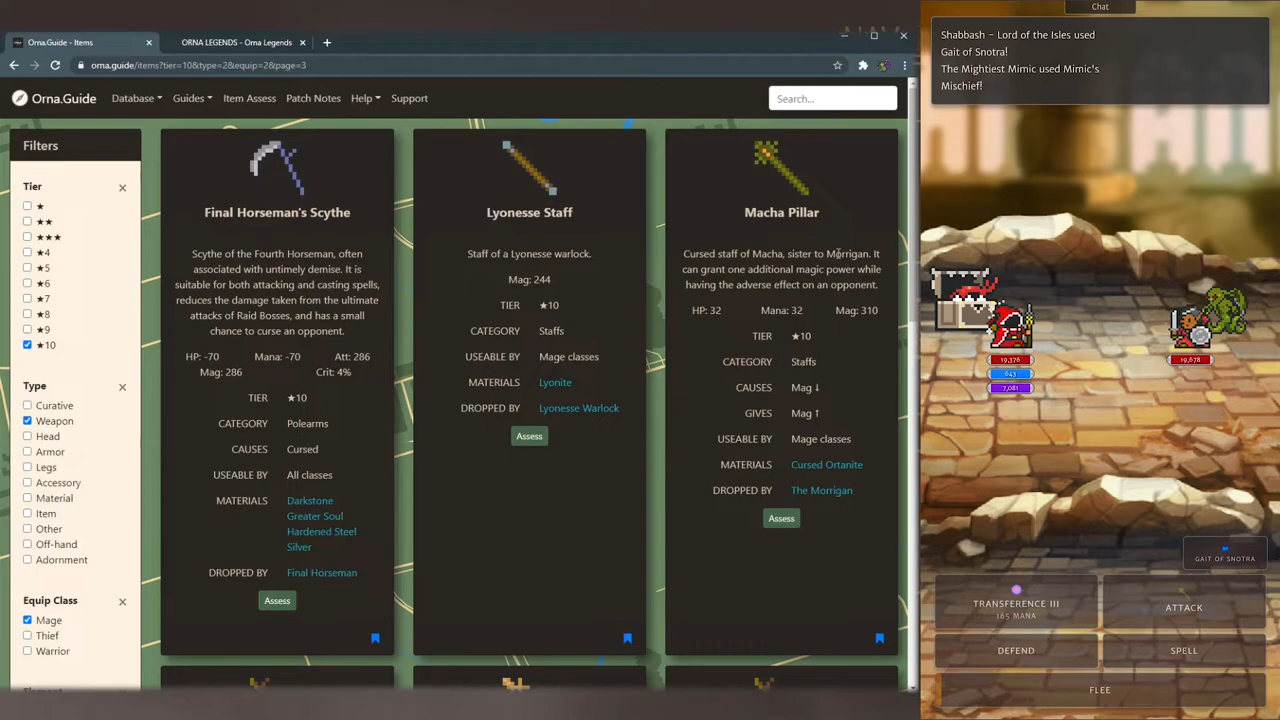 Orna.Guide - Items
ORNA LEGENDS - Orna Legends
orna.guide/items?tier=10&type=2&equip=2&page=3
Orna.Guide
Database
Guides
Item Assess
Patch Notes
Help
Support
Search...
Filters
Tier
★
★★
★★★
★4
★5
★6
★7
★8
★9
★10
Type
Curative
Weapon
Head
Armor
Legs
Accessory
Material
Item
Other
Off-hand
Adornment
Equip Class
Mage
Thief
Warrior
Final Horseman's Scythe
Scythe of the Fourth Horseman, often
associated with untimely demise. It is
suitable for both attacking and casting spells,
reduces the damage taken from the ultimate
attacks of Raid Bosses, and has a small
chance to curse an opponent.
HP: -70 Mana: -70 Att: 286
Mag: 286 Crit: 4%
TIER ★10
CATEGORY Polearms
CAUSES Cursed
USEABLE BY All classes
MATERIALS Darkstone
Greater Soul
Hardened Steel
Silver
DROPPED BY Final Horseman
Assess
Lyonesse Staff
Staff of a Lyonesse warlock.
Mag: 244
TIER ★10
CATEGORY Staffs
USEABLE BY Mage classes
MATERIALS Lyonite
DROPPED BY Lyonesse Warlock
Assess
Macha Pillar
Cursed staff of Macha, sister to Morrigan. It
can grant one additional magic power while
having the adverse effect on an opponent.
HP: 32 Mana: 32 Mag: 310
TIER ★10
CATEGORY Staffs
CAUSES Mag ↓
GIVES Mag ↑
USEABLE BY Mage classes
MATERIALS Cursed Ortanite
DROPPED BY The Morrigan
Assess
Chat
Shabbash - Lord of the Isles used
Gait of Snotra!
The Mightiest Mimic used Mimic's
Mischief!
19,376
643
7,081
19,678
GAIT OF SNOTRA
TRANSFERENCE III
165 MANA
ATTACK
DEFEND
SPELL
FLEE